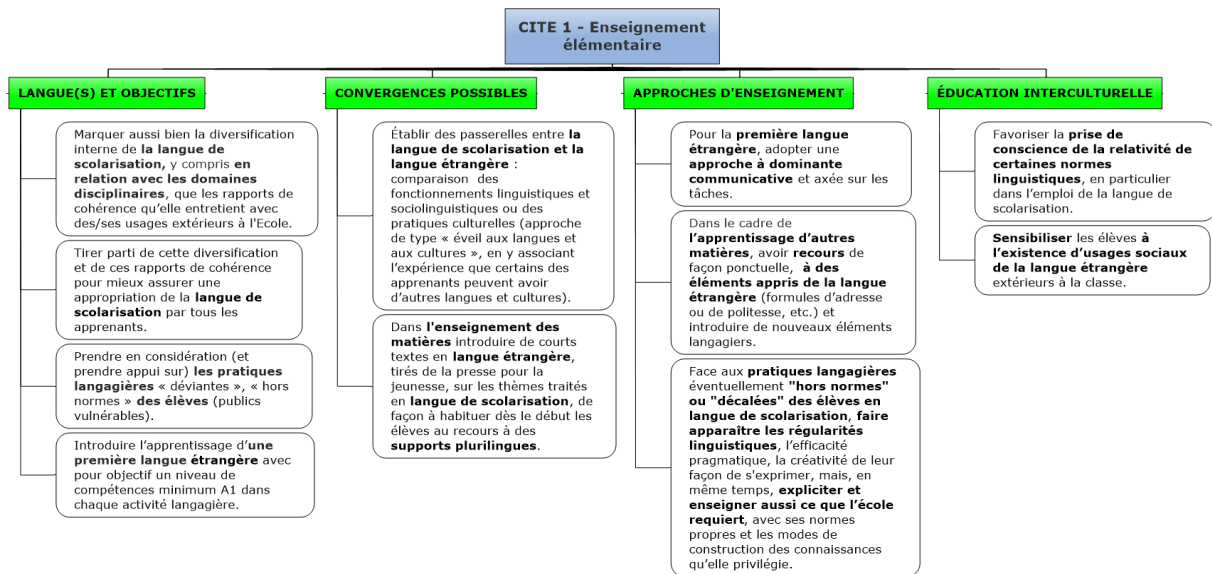 CITE 1 - Enseignement
élémentaire
LANGUE(S) ET OBJECTIFS
Marquer aussi bien la diversification
interne de la langue de
scolarisation, y compris en
relation avec les domaines
disciplinaires, que les rapports de
cohérence qu’elle entretient avec
des/ses usages extérieurs à l'Ecole.
Tirer parti de cette diversification
et de ces rapports de cohérence
pour mieux assurer une
appropriation de la langue de
scolarisation par tous les
apprenants.
Prendre en considération (et
prendre appui sur) les pratiques
langagières « déviantes », « hors
normes » des élèves (publics
vulnérables).
Introduire l’apprentissage d’une
première langue étrangère avec
pour objectif un niveau de
compétences minimum A1 dans
chaque activité langagière.
CONVERGENCES POSSIBLES
Établir des passerelles entre la
langue de scolarisation et la
langue étrangère :
comparaison des
fonctionnements linguistiques et
sociolinguistiques ou des
pratiques culturelles (approche
de type « éveil aux langues et
aux cultures », en y associant
l’expérience que certains des
apprenants peuvent avoir
d’autres langues et cultures).
Dans l'enseignement des
matières introduire de courts
textes en langue étrangère,
tirés de la presse pour la
jeunesse, sur les thèmes traités
en langue de scolarisation, de
façon à habituer dès le début les
élèves au recours à des
supports plurilingues.
APPROCHES D'ENSEIGNEMENT
Pour la première langue
étrangère, adopter une
approche à dominante
communicative et axée sur les
tâches.
Dans le cadre de
l’apprentissage d’autres
matières, avoir recours de
façon ponctuelle, à des
éléments appris de la langue
étrangère (formules d’adresse
ou de politesse, etc.) et
introduire de nouveaux éléments
langagiers.
Face aux pratiques langagières
éventuellement "hors normes"
ou "décalées" des élèves en
langue de scolarisation, faire
apparaître les régularités
linguistiques, l’efficacité
pragmatique, la créativité de leur
façon de s'exprimer, mais, en
même temps, expliciter et
enseigner aussi ce que l’école
requiert, avec ses normes
propres et les modes de
construction des connaissances
qu’elle privilégie.
ÉDUCATION INTERCULTURELLE
Favoriser la prise de
conscience de la relativité de
certaines normes
linguistiques, en particulier
dans l’emploi de la langue de
scolarisation.
Sensibiliser les élèves à
l’existence d’usages sociaux
de la langue étrangère
extérieurs à la classe.